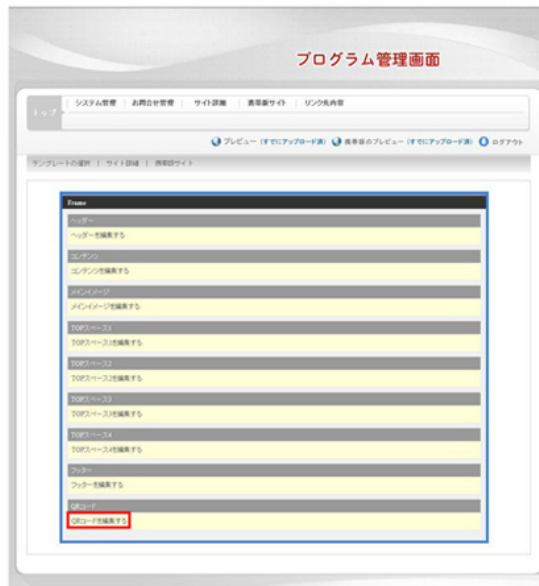 プログラム管理画面
トップ | システム管理 | お問合せ管理 | サイト詳細 | 携帯版サイト | リンク先内容
プレビュー (すでにアップロード済) 携帯版のプレビュー (すでにアップロード済) ログアウト
テンプレートの選択 | サイト詳細 | 携帯版サイト
Frame
ヘッダー
ヘッダーを編集する
コンテンツ
コンテンツを編集する
メインイメージ
メインイメージを編集する
TOPスペース1
TOPスペース1を編集する
TOPスペース2
TOPスペース2を編集する
TOPスペース3
TOPスペース3を編集する
TOPスペース4
TOPスペース4を編集する
フッター
フッターを編集する
QRコード
QRコードを編集する